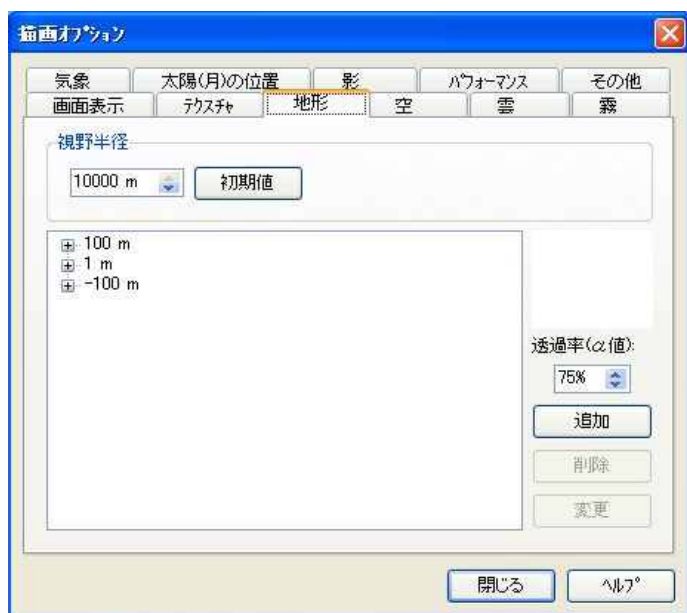 描画ｵﾌﾟｼｮﾝ
気象 太陽(月)の位置 影 ﾊﾟﾌｫｰﾏﾝｽ その他
画面表示 ﾃｸｽﾁｬ 地形 空 雲 霧
視野半径
10000 m 初期値
100 m
1 m
-100 m
透過率(α値):
75%
追加
削除
変更
閉じる ﾍﾙﾌﾟ